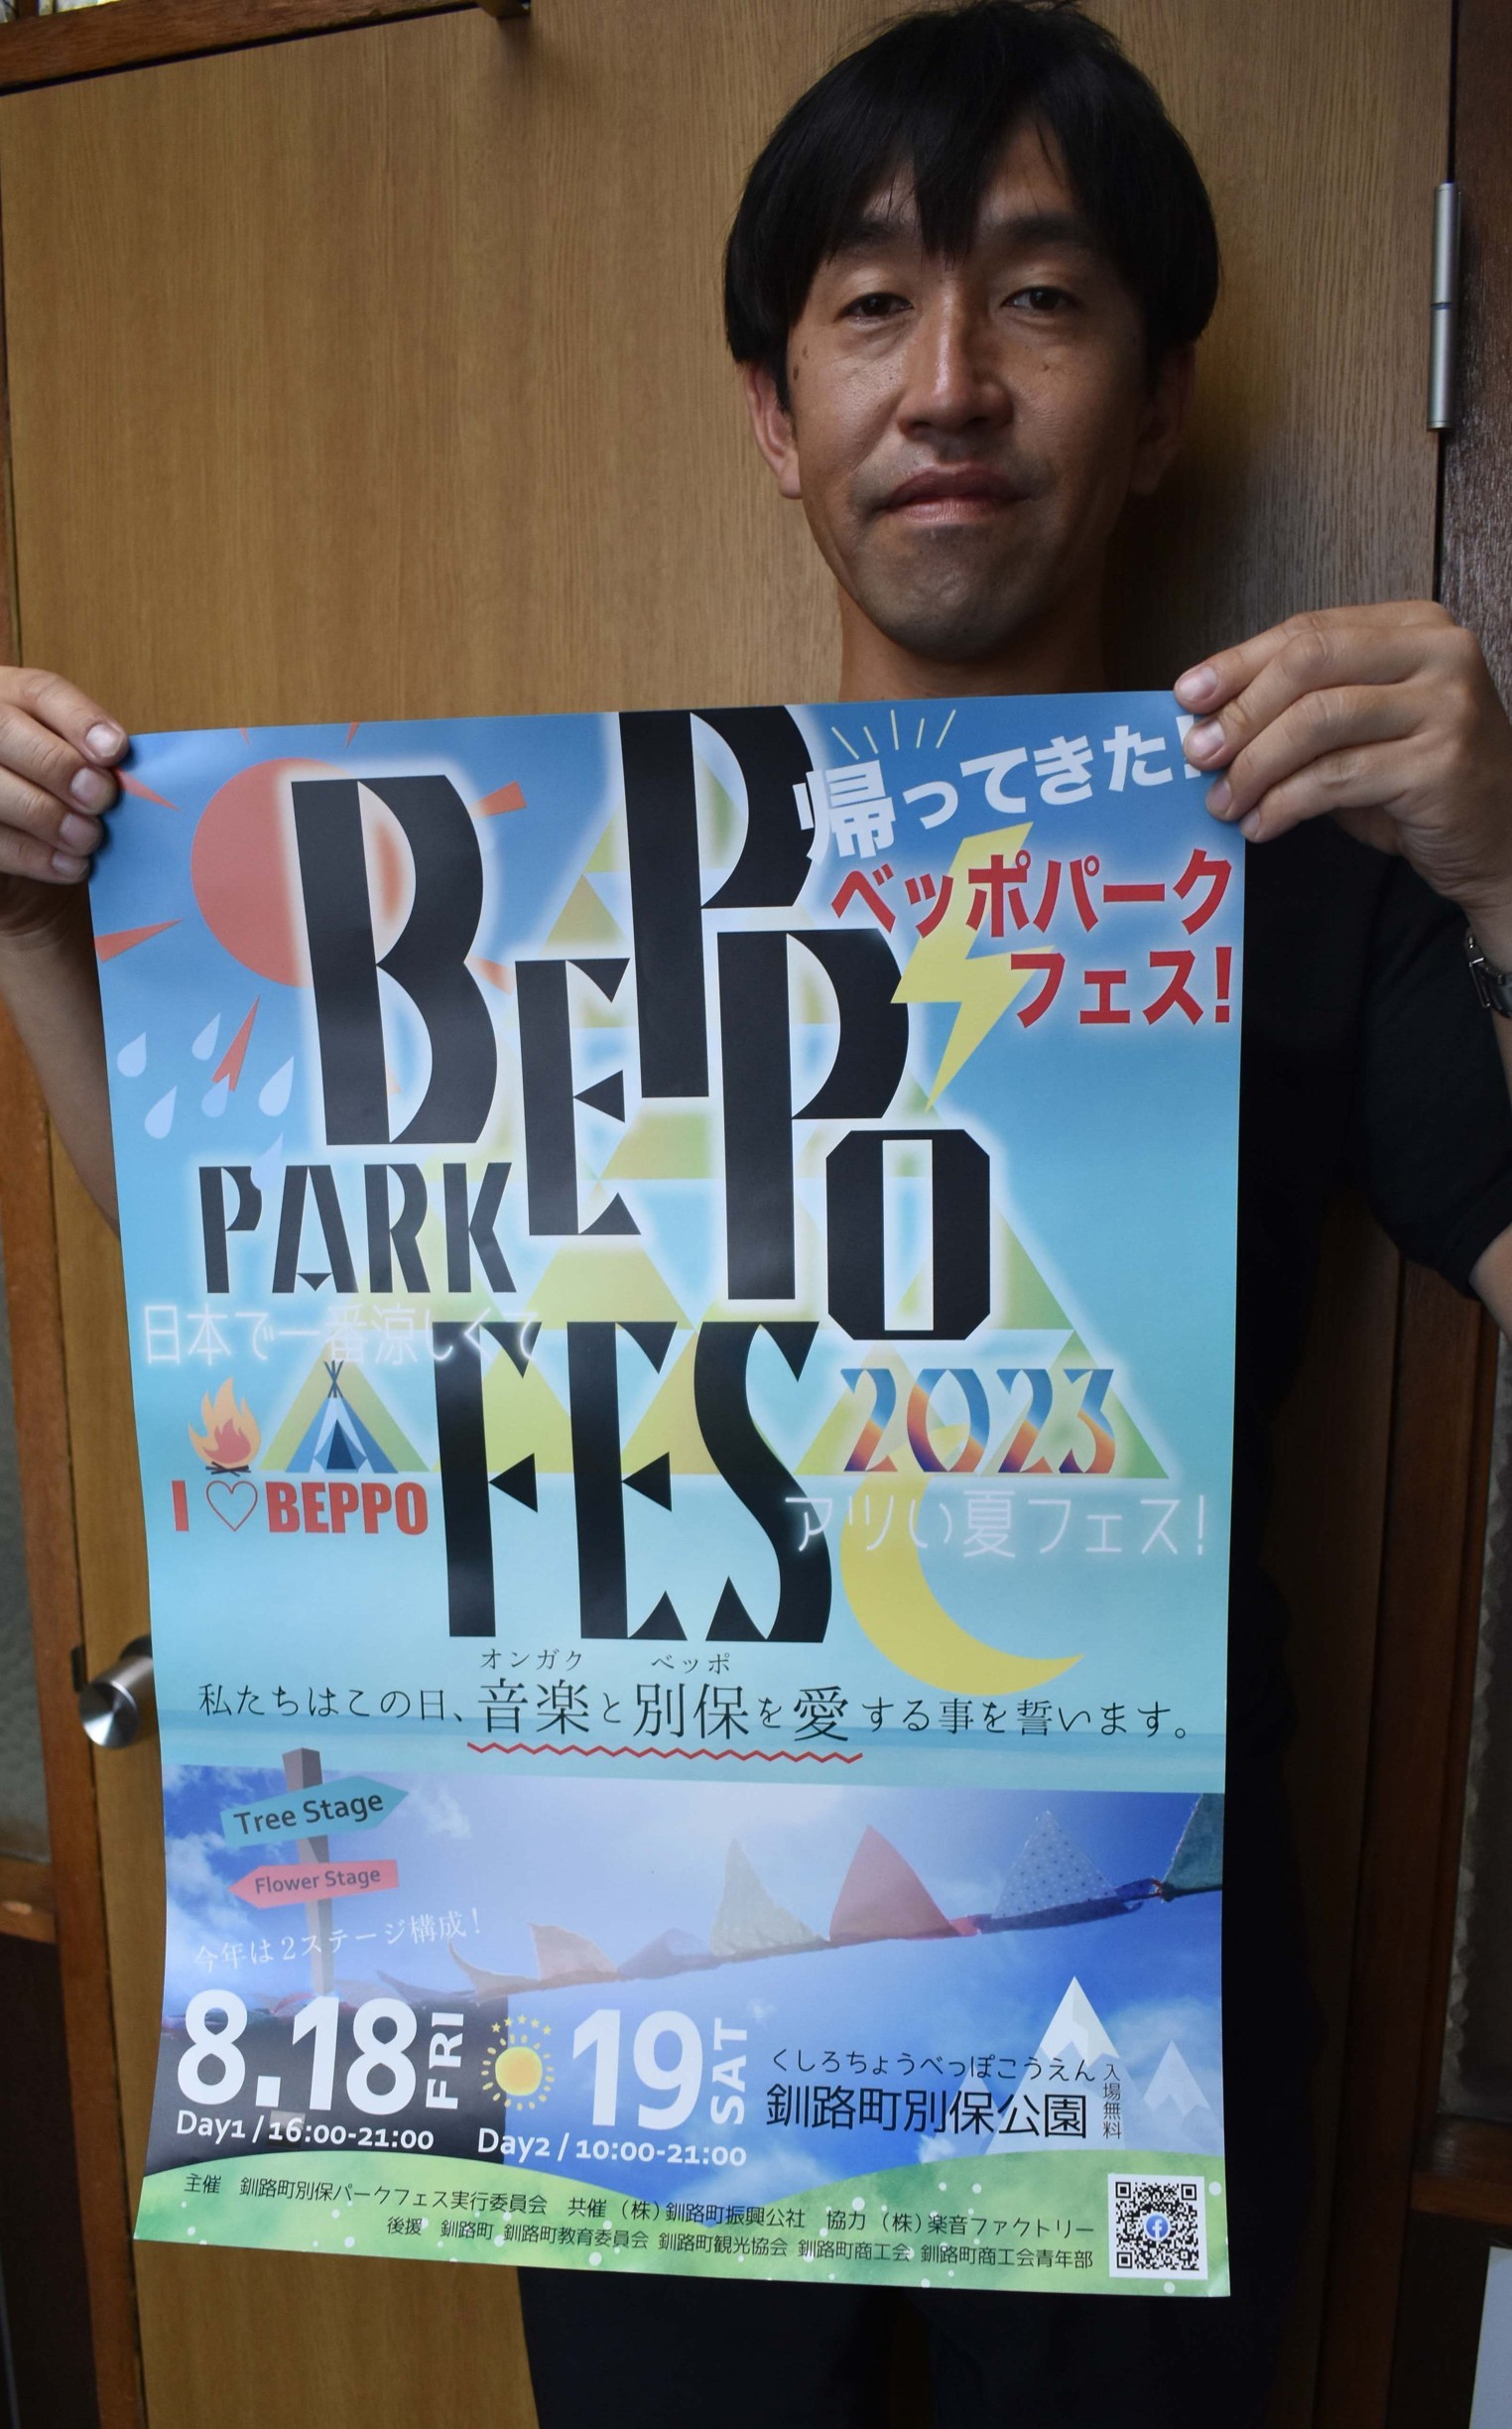 帰ってきた!
ベッポパーク
フェス!
BEPPO
PARK
FES
2023
日本で一番涼しくて
アツい夏フェス!
I ♡ BEPPO
オンガク ベッポ
私たちはこの日、音楽と別保を愛する事を誓います。
Tree Stage
Flower Stage
今年は2ステージ構成!
8.18 FRI 19 SAT
Day1 / 16:00-21:00 Day2 / 10:00-21:00
くしろちょうべっぽこうえん
釧路町別保公園
入場無料
主催 釧路町別保パークフェス実行委員会 共催 (株)釧路町振興公社 協力 (株)楽音ファクトリー
後援 釧路町 釧路町教育委員会 釧路町観光協会 釧路町商工会 釧路町商工会青年部